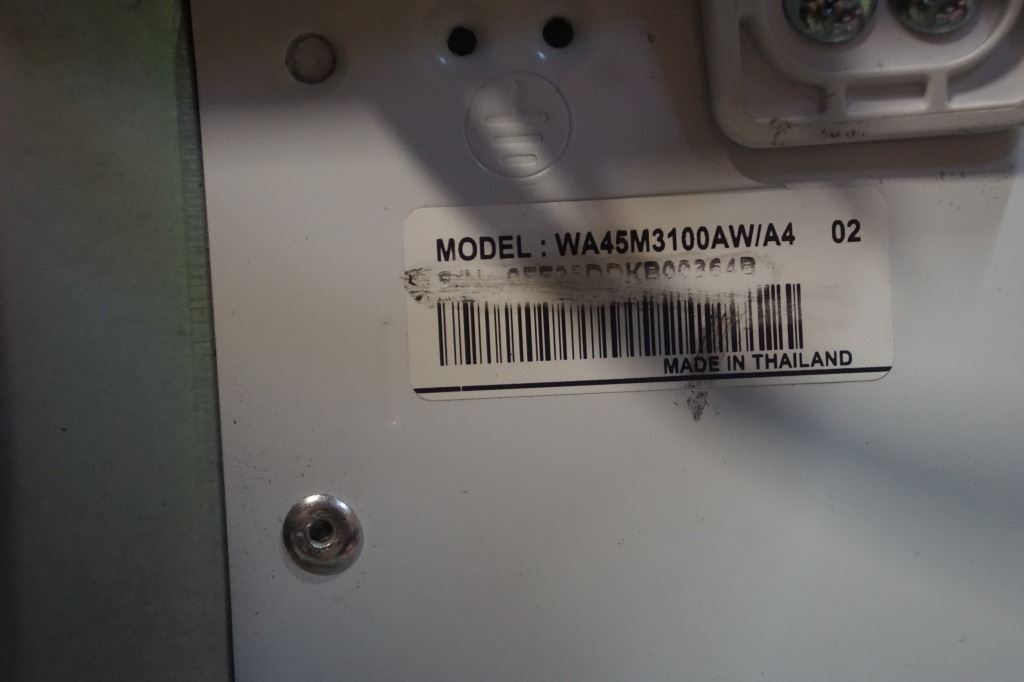 MODEL : WA45M3100AW/A4 02
MADE IN THAILAND